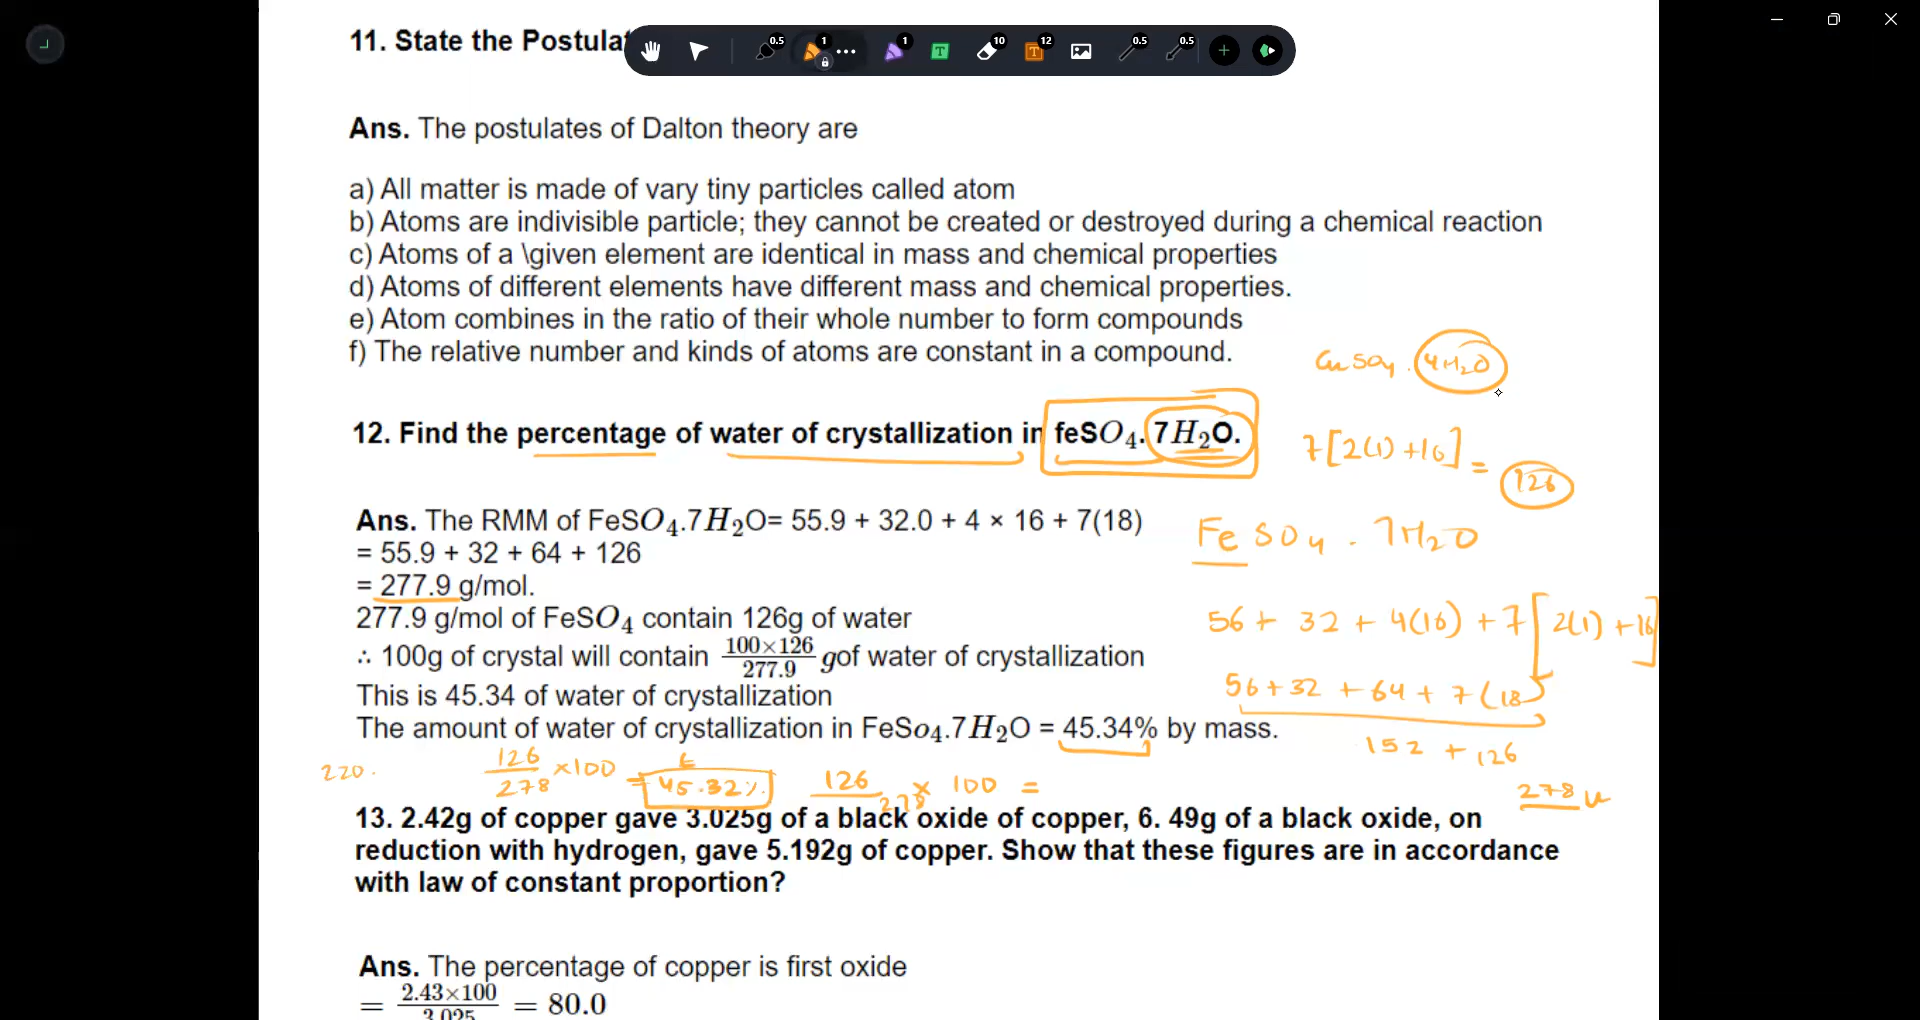 11. State the Postula
0.5 1 1 10 12 0.5 0.5
Ans. The postulates of Dalton theory are
a) All matter is made of vary tiny particles called atom
b) Atoms are indivisible particle; they cannot be created or destroyed during a chemical reaction
c) Atoms of a \given element are identical in mass and chemical properties
d) Atoms of different elements have different mass and chemical properties.
e) Atom combines in the ratio of their whole number to form compounds
f) The relative number and kinds of atoms are constant in a compound.
CuSO4 . 4H2O
12. Find the percentage of water of crystallization in feSO4.7H2O.
7[2(1)+16] = 126
Ans. The RMM of FeSO4.7H2O= 55.9 + 32.0 + 4 × 16 + 7(18)
FeSO4 . 7H2O
= 55.9 + 32 + 64 + 126
= 277.9 g/mol.
277.9 g/mol of FeSO4 contain 126g of water
56 + 32 + 4(16) + 7[2(1) + 16]
∴ 100g of crystal will contain 100×126/277.9 gof water of crystallization
This is 45.34 of water of crystallization
56+32 + 64 + 7(18)
The amount of water of crystallization in FeSo4.7H2O = 45.34% by mass.
152 + 126
220. 126/278 ×100 = 45.32%. 126/278 × 100 =
278 u
13. 2.42g of copper gave 3.025g of a black oxide of copper, 6. 49g of a black oxide, on
reduction with hydrogen, gave 5.192g of copper. Show that these figures are in accordance
with law of constant proportion?
Ans. The percentage of copper is first oxide
= 2.43×100/3.025 = 80.0